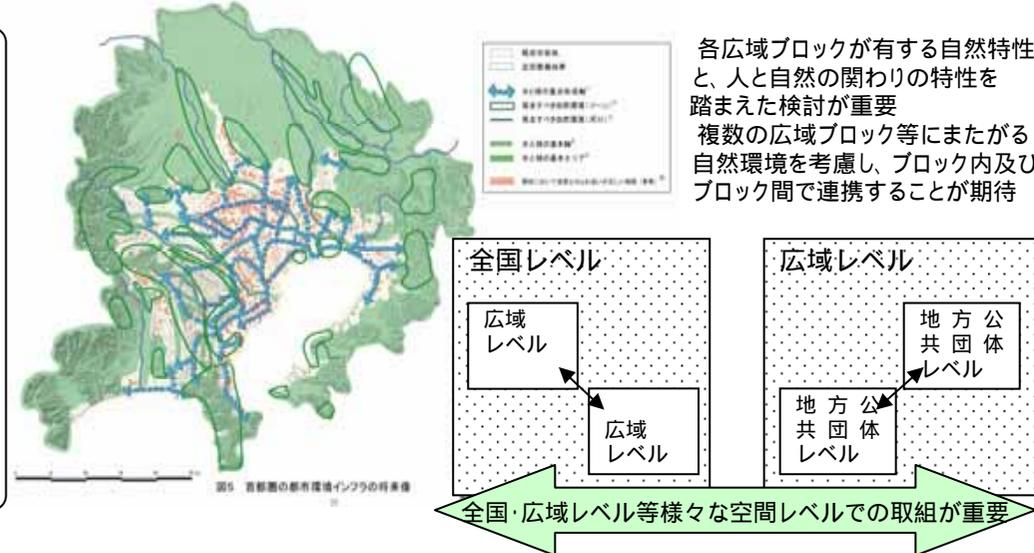 各広域ブロックが有する自然特性
と、人と自然の関わりの特性を
踏まえた検討が重要
複数の広域ブロック等にまたがる
自然環境を考慮し、ブロック内及び
ブロック間で連携することが期待
全国レベル
広域
レベル
広域
レベル
広域レベル
地方公
共団体
レベル
地方公
共団体
レベル
全国・広域レベル等様々な空間レベルでの取組が重要
図5 首都圏の都市環境インフラの将来像